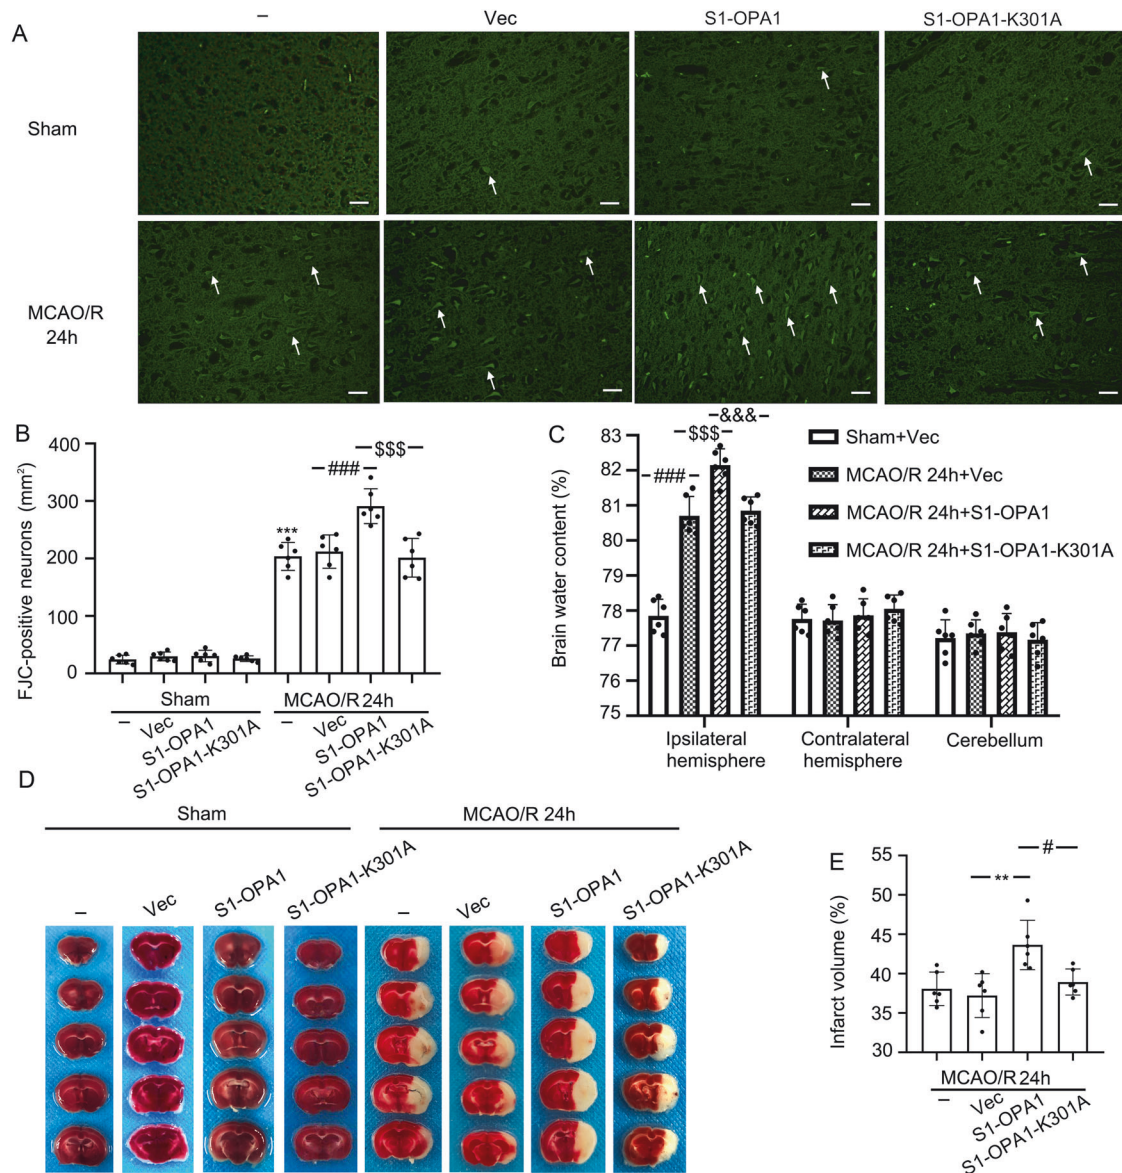 A
–
Vec
S1-OPA1
S1-OPA1-K301A
Sham
MCAO/R
24h
B
FJC-positive neurons (mm²)
400
300
200
100
0
***
###
$$$
Sham
MCAO/R 24h
–
Vec
S1-OPA1
S1-OPA1-K301A
–
Vec
S1-OPA1
S1-OPA1-K301A
C
Brain water content (%)
83
82
81
80
78
77
76
75
###
$$$
&&&
Sham+Vec
MCAO/R 24h+Vec
MCAO/R 24h+S1-OPA1
MCAO/R 24h+S1-OPA1-K301A
Ipsilateral
hemisphere
Contralateral
hemisphere
Cerebellum
D
Sham
MCAO/R 24h
–
Vec
S1-OPA1
S1-OPA1-K301A
–
Vec
S1-OPA1
S1-OPA1-K301A
E
Infarct volume (%)
55
50
45
40
35
30
**
#
MCAO/R 24h
–
Vec
S1-OPA1
S1-OPA1-K301A